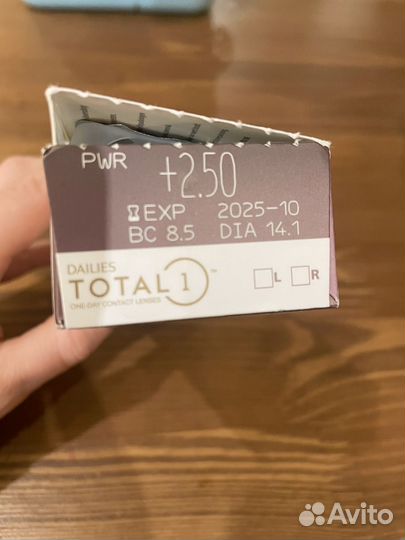 PWR +2.50
EXP 2025-10
BC 8.5 DIA 14.1
DAILIES
TOTAL 1™
ONE-DAY CONTACT LENSES
L R
Avito